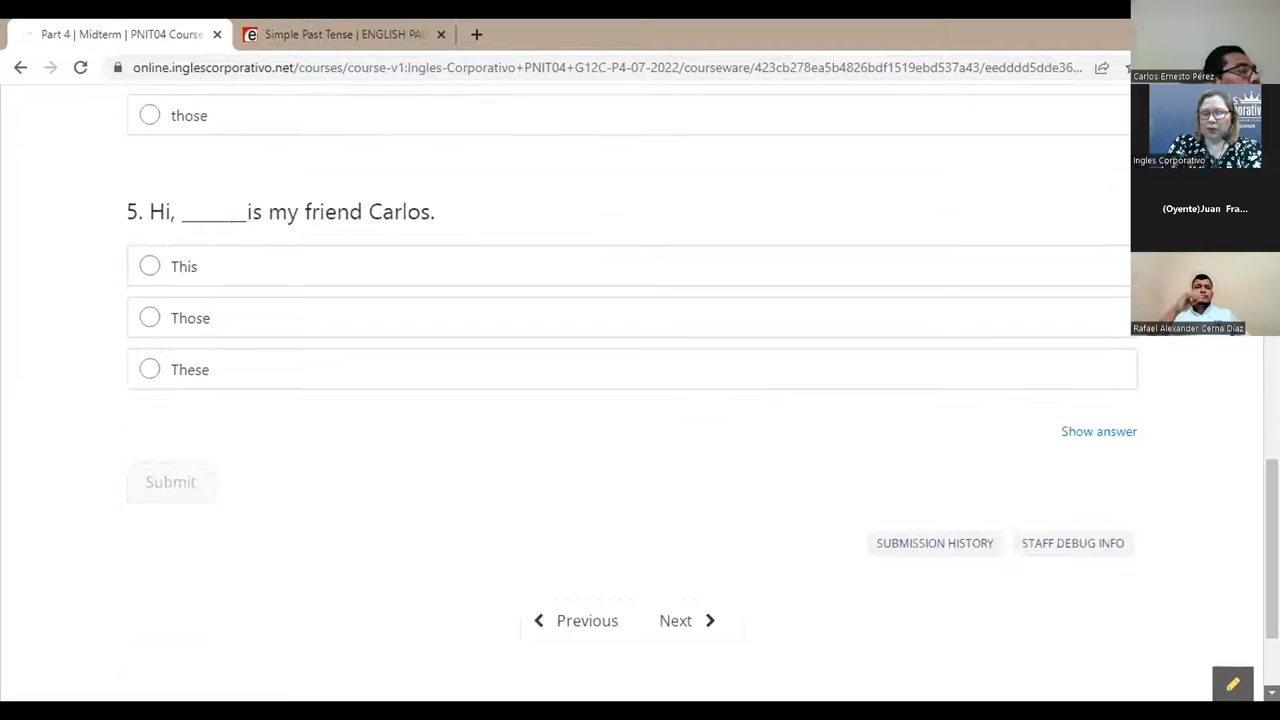 Part 4 | Midterm | PNIT04 Course
Simple Past Tense | ENGLISH PA
online.inglescorporativo.net/courses/course-v1:Ingles-Corporativo+PNIT04+G12C-P4-07-2022/courseware/423cb278ea5b4826bdf1519ebd537a43/eedddd5dde36...
those
5. Hi, _______is my friend Carlos.
This
Those
These
Show answer
Submit
SUBMISSION HISTORY
STAFF DEBUG INFO
Previous
Next
Carlos Ernesto Pérez
Ingles Corporativo
(Oyente)Juan Fra...
Rafael Alexander Cerna Diaz